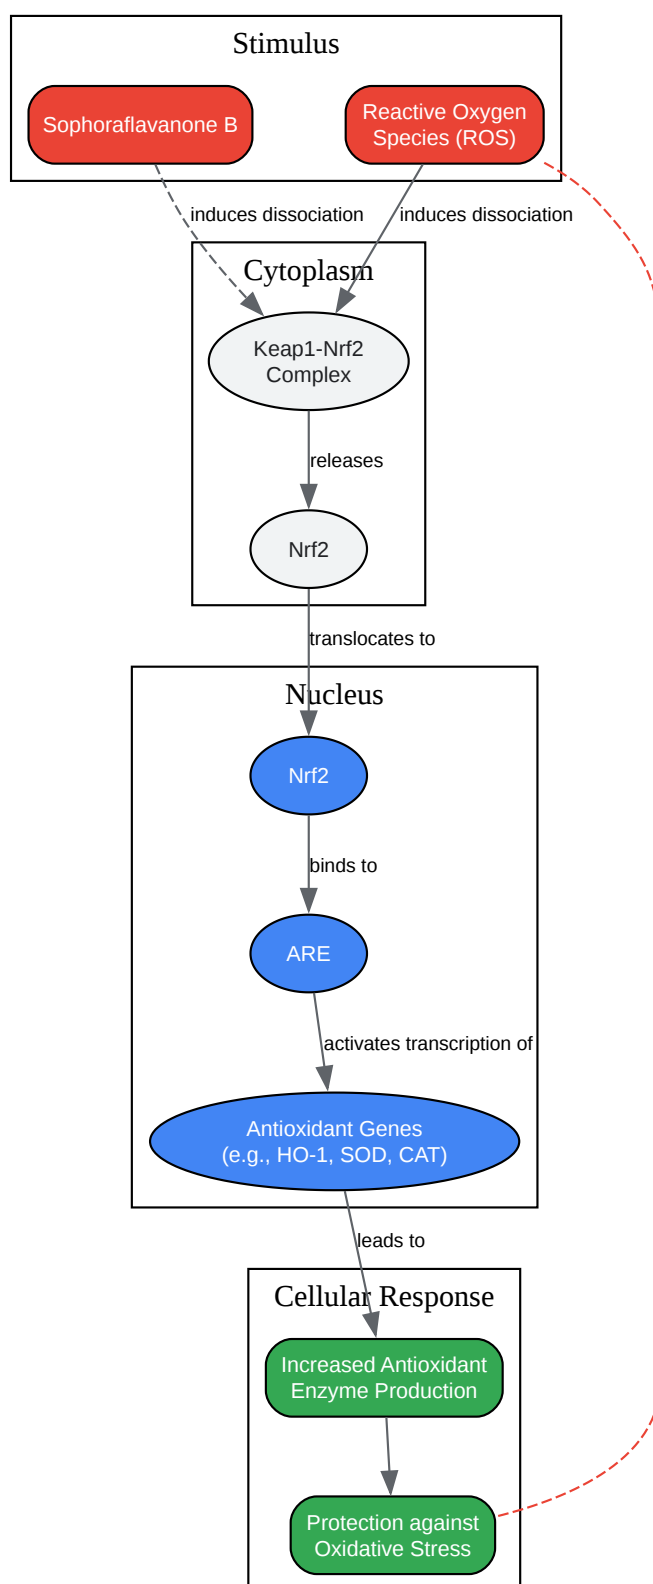 Stimulus
Sophoraflavanone B
Reactive Oxygen
Species (ROS)
induces dissociation
induces dissociation
Cytoplasm
Keap1-Nrf2
Complex
releases
Nrf2
translocates to
Nucleus
Nrf2
binds to
ARE
activates transcription of
Antioxidant Genes
(e.g., HO-1, SOD, CAT)
leads to
Cellular Response
Increased Antioxidant
Enzyme Production
Protection against
Oxidative Stress